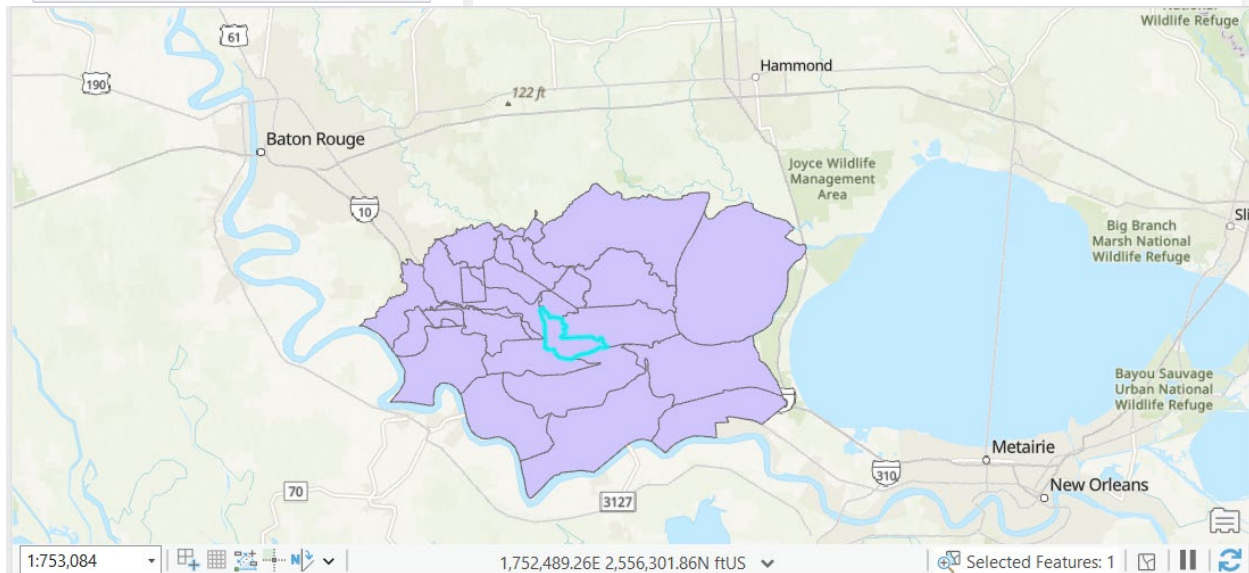 National
Wildlife Refuge
61
190
Hammond
122 ft
Baton Rouge
Joyce Wildlife
Management
Area
10
Sli
Big Branch
Marsh National
Wildlife Refuge
Bayou Sauvage
Urban National
Wildlife Refuge
Metairie
310
New Orleans
70
3127
1:753,084
N
1,752,489.26E 2,556,301.86N ftUS
Selected Features: 1